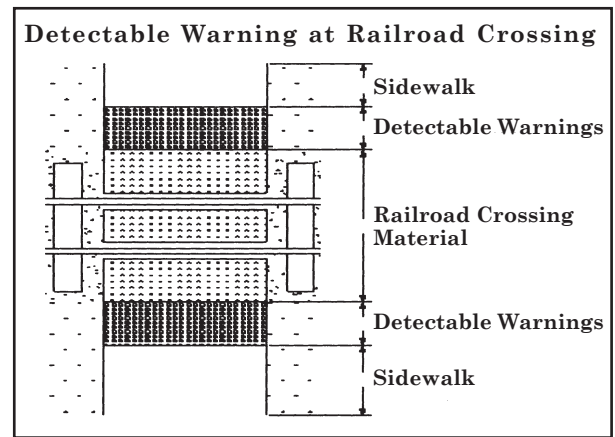 Detectable Warning at Railroad Crossing
Sidewalk
Detectable Warnings
Railroad Crossing
Material
Detectable Warnings
Sidewalk